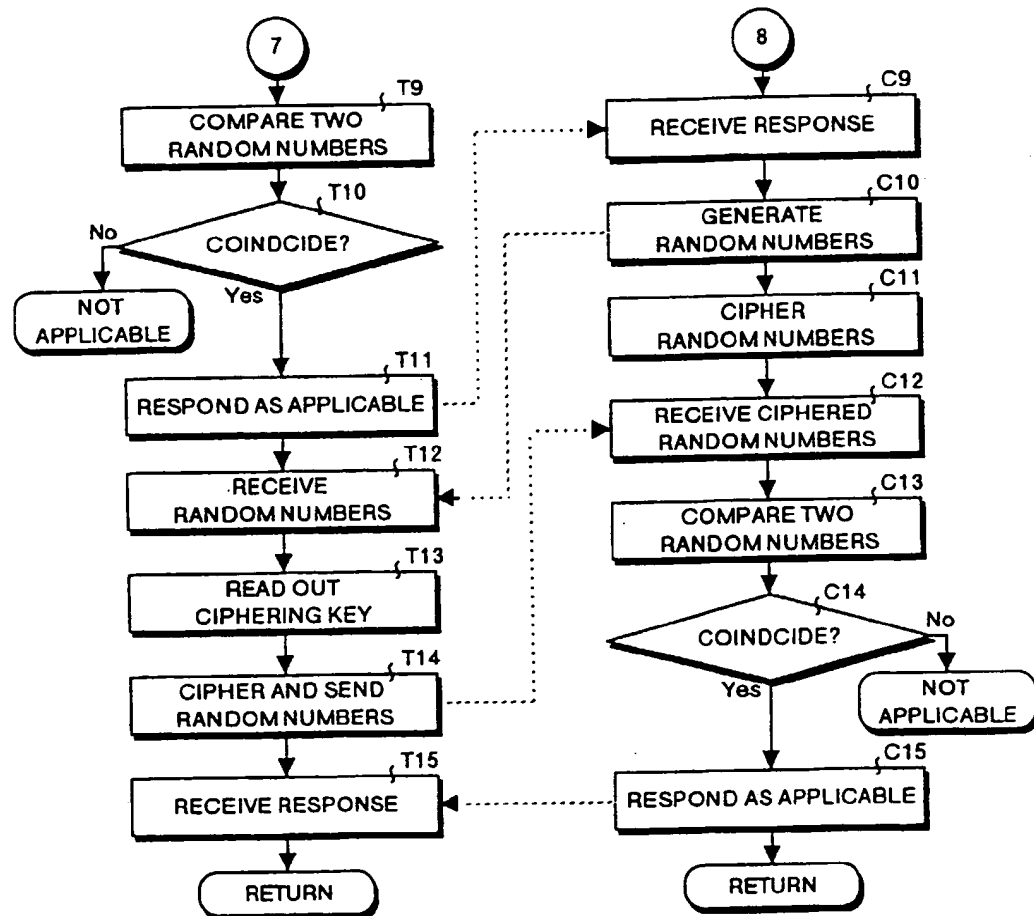 7
T9
COMPARE TWO
RANDOM NUMBERS
T10
COINDCIDE?
No
Yes
NOT
APPLICABLE
T11
RESPOND AS APPLICABLE
T12
RECEIVE
RANDOM NUMBERS
T13
READ OUT
CIPHERING KEY
T14
CIPHER AND SEND
RANDOM NUMBERS
T15
RECEIVE RESPONSE
RETURN
8
C9
RECEIVE RESPONSE
C10
GENERATE
RANDOM NUMBERS
C11
CIPHER
RANDOM NUMBERS
C12
RECEIVE CIPHERED
RANDOM NUMBERS
C13
COMPARE TWO
RANDOM NUMBERS
C14
COINDCIDE?
No
Yes
NOT
APPLICABLE
C15
RESPOND AS APPLICABLE
RETURN